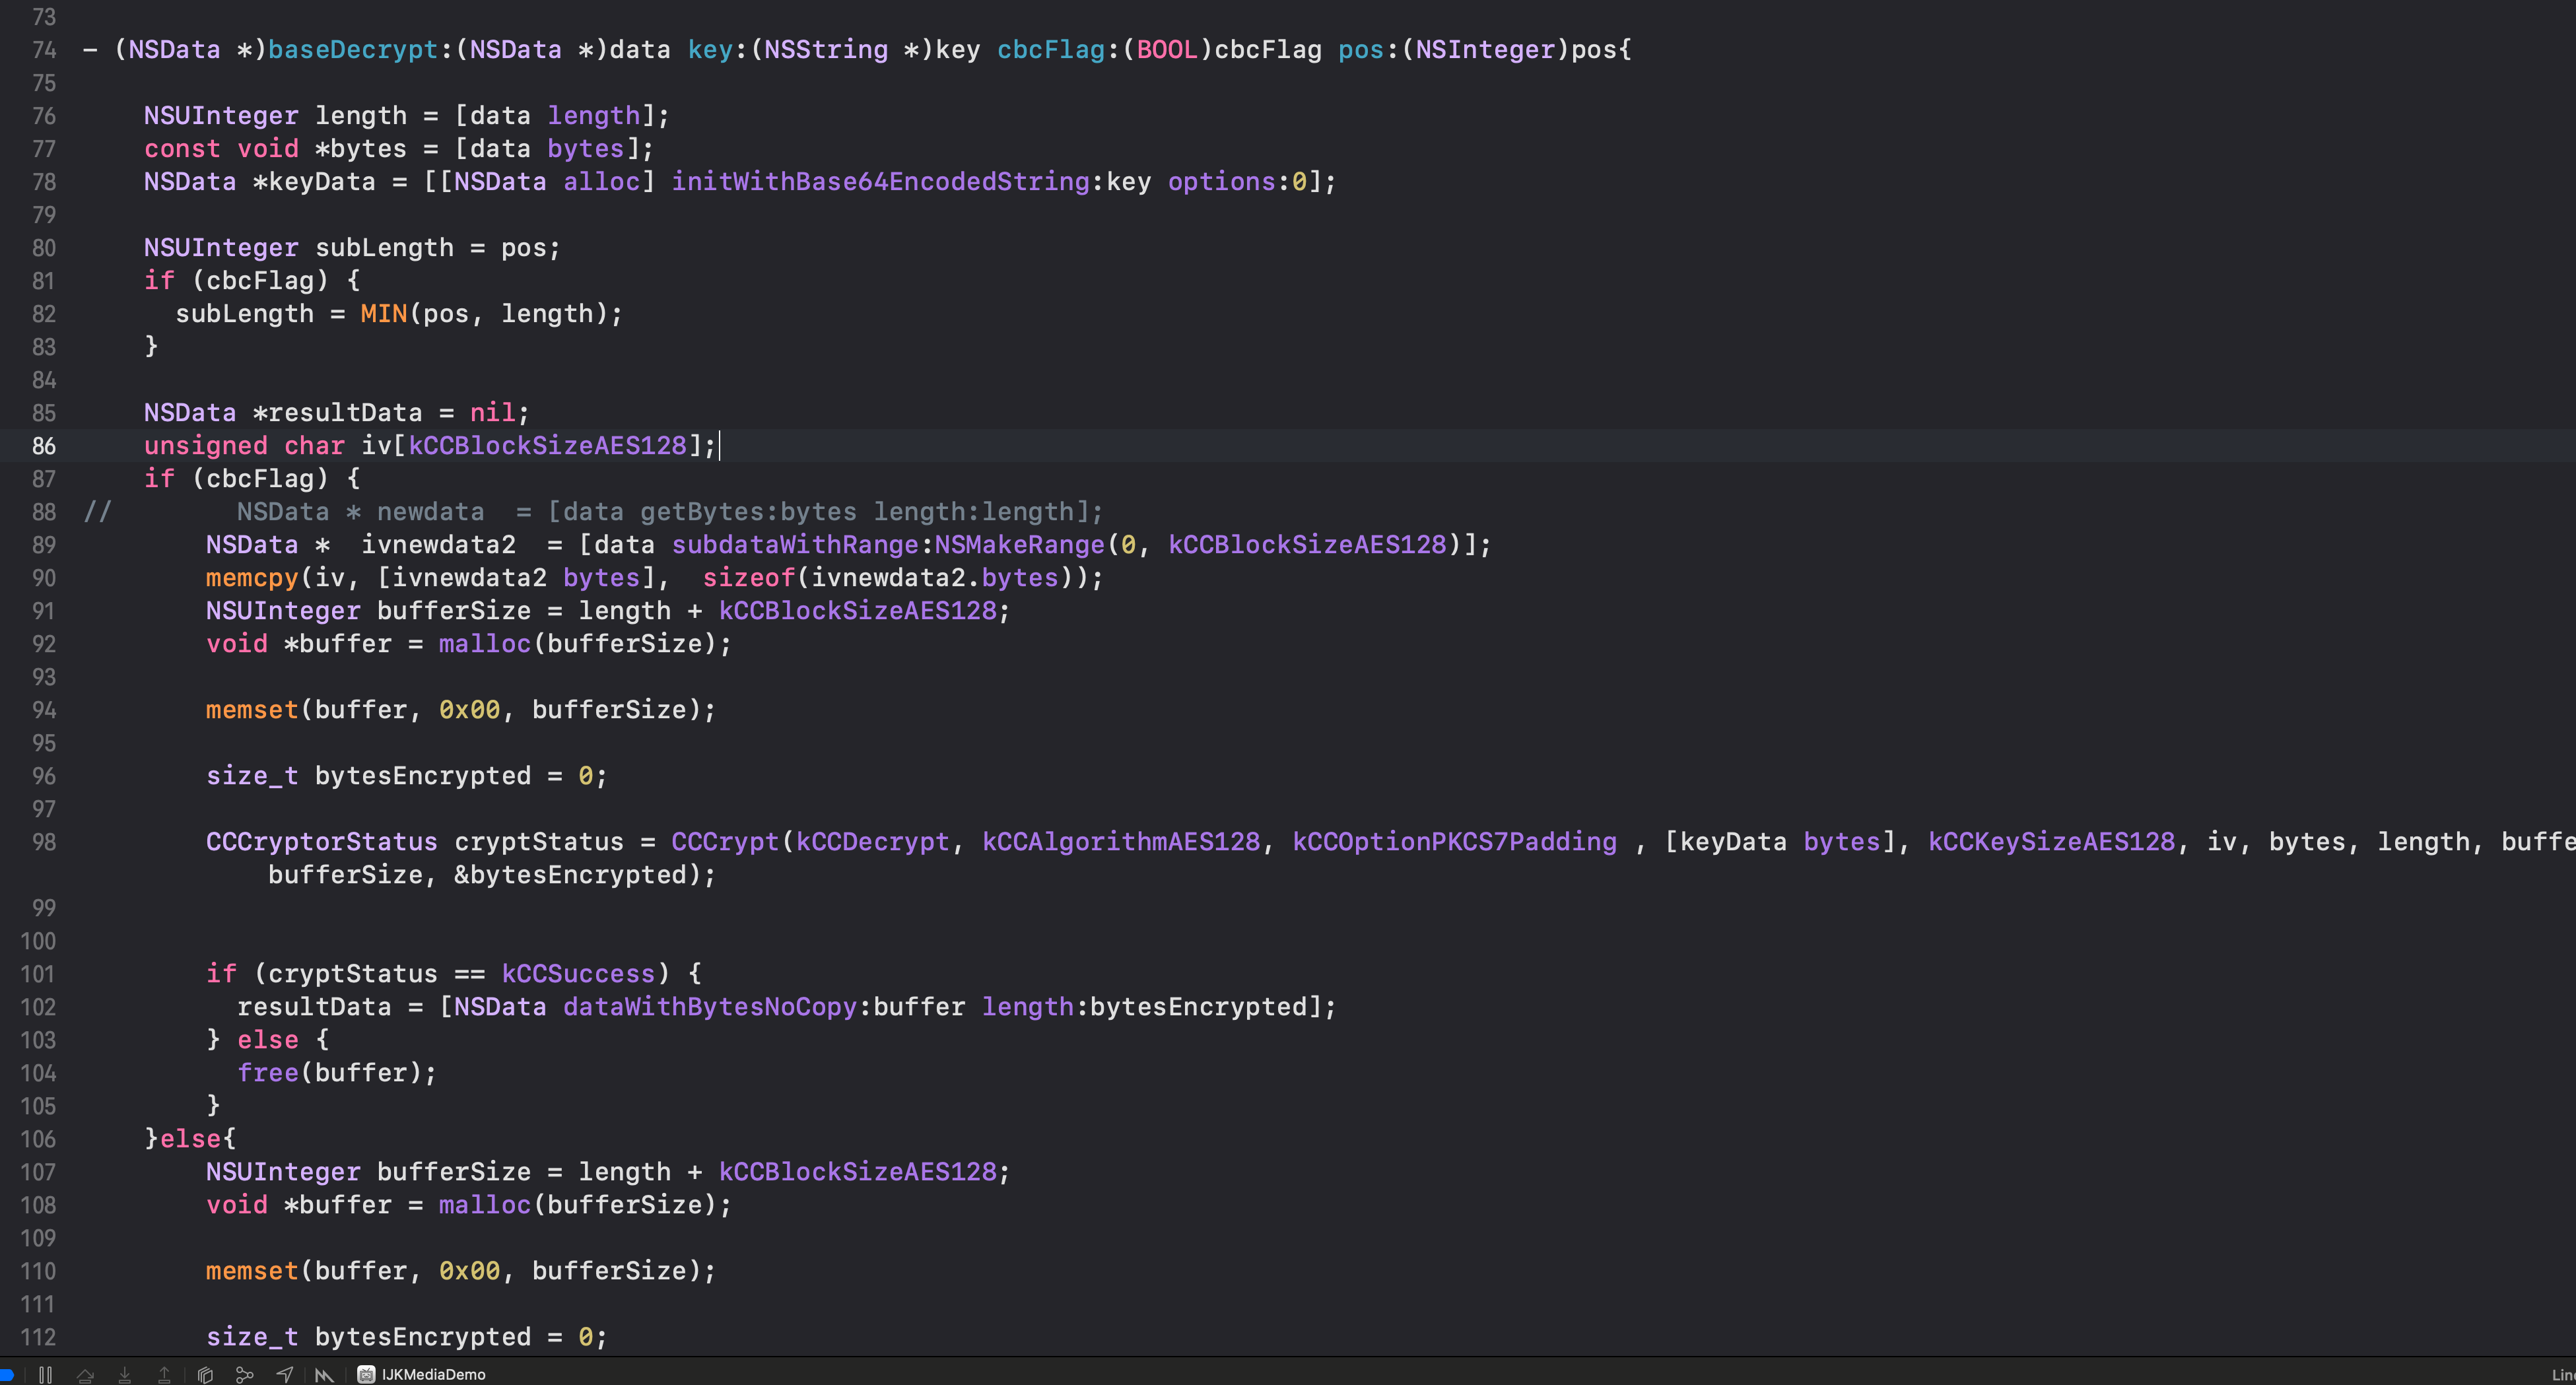 73
74 - (NSData *)baseDecrypt:(NSData *)data key:(NSString *)key cbcFlag:(BOOL)cbcFlag pos:(NSInteger)pos{
75
76 NSUInteger length = [data length];
77 const void *bytes = [data bytes];
78 NSData *keyData = [[NSData alloc] initWithBase64EncodedString:key options:0];
79
80 NSUInteger subLength = pos;
81 if (cbcFlag) {
82 subLength = MIN(pos, length);
83 }
84
85 NSData *resultData = nil;
86 unsigned char iv[kCCBlockSizeAES128];
87 if (cbcFlag) {
88 // NSData * newdata  = [data getBytes:bytes length:length];
89 NSData *  ivnewdata2  = [data subdataWithRange:NSMakeRange(0, kCCBlockSizeAES128)];
90 memcpy(iv, [ivnewdata2 bytes],  sizeof(ivnewdata2.bytes));
91 NSUInteger bufferSize = length + kCCBlockSizeAES128;
92 void *buffer = malloc(bufferSize);
93
94 memset(buffer, 0x00, bufferSize);
95
96 size_t bytesEncrypted = 0;
97
98 CCCryptorStatus cryptStatus = CCCrypt(kCCDecrypt, kCCAlgorithmAES128, kCCOptionPKCS7Padding , [keyData bytes], kCCKeySizeAES128, iv, bytes, length, buffe
bufferSize, &bytesEncrypted);
99
100
101 if (cryptStatus == kCCSuccess) {
102 resultData = [NSData dataWithBytesNoCopy:buffer length:bytesEncrypted];
103 } else {
104 free(buffer);
105 }
106 }else{
107 NSUInteger bufferSize = length + kCCBlockSizeAES128;
108 void *buffer = malloc(bufferSize);
109
110 memset(buffer, 0x00, bufferSize);
111
112 size_t bytesEncrypted = 0;
IJKMediaDemo
Lin